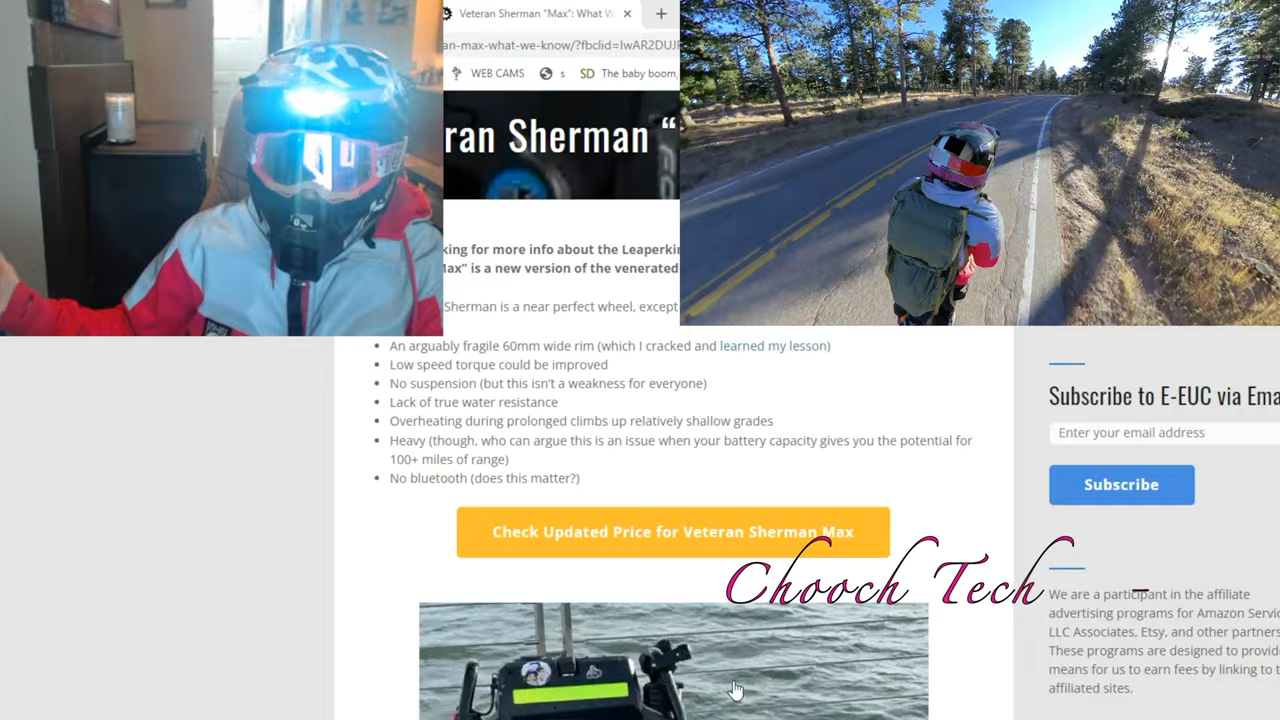 Veteran Sherman "Max": What W
an-max-what-we-know/?fbclid=IwAR2DUJ
WEB CAMS
s
SD The baby boom,
ran Sherman “
king for more info about the Leaperkin
Max” is a new version of the venerated
Sherman is a near perfect wheel, except
An arguably fragile 60mm wide rim (which I cracked and learned my lesson)
Low speed torque could be improved
No suspension (but this isn't a weakness for everyone)
Lack of true water resistance
Overheating during prolonged climbs up relatively shallow grades
Heavy (though, who can argue this is an issue when your battery capacity gives you the potential for
100+ miles of range)
No bluetooth (does this matter?)
Check Updated Price for Veteran Sherman Max
Chooch Tech -
Subscribe to E-EUC via Ema
Enter your email address
Subscribe
We are a participant in the affiliate
advertising programs for Amazon Servic
LLC Associates, Etsy, and other partners
These programs are designed to provide
means for us to earn fees by linking to
affiliated sites.